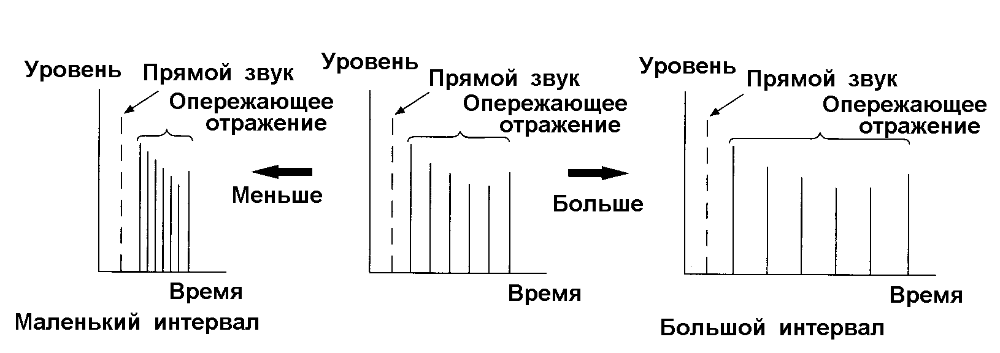 Уровень
Прямой звук
Опережающее
отражение
Меньше
Время
Маленький интервал
Уровень
Прямой звук
Опережающее
отражение
Больше
Время
Уровень
Прямой звук
Опережающее
отражение
Время
Большой интервал